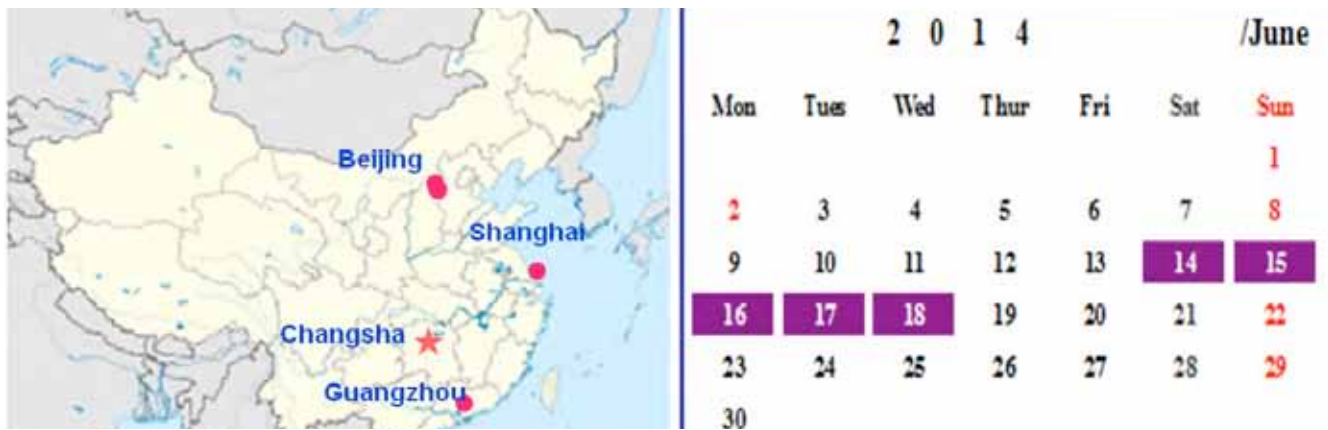 Beijing
Shanghai
Changsha
Guangzhou
2 0 1 4 /June
Mon Tues Wed Thur Fri Sat Sun
1
2 3 4 5 6 7 8
9 10 11 12 13 14 15
16 17 18 19 20 21 22
23 24 25 26 27 28 29
30